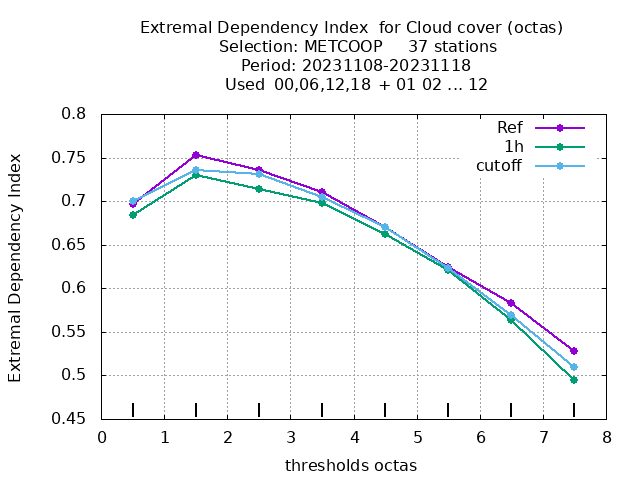 Extremal Dependency Index  for Cloud cover (octas)
Selection: METCOOP     37 stations
Period: 20231108-20231118
Used  00,06,12,18  + 01 02 ... 12
Extremal Dependency Index
0.8
0.75
0.7
0.65
0.6
0.55
0.5
0.45
Ref
1h
cutoff
0 1 2 3 4 5 6 7 8
thresholds octas